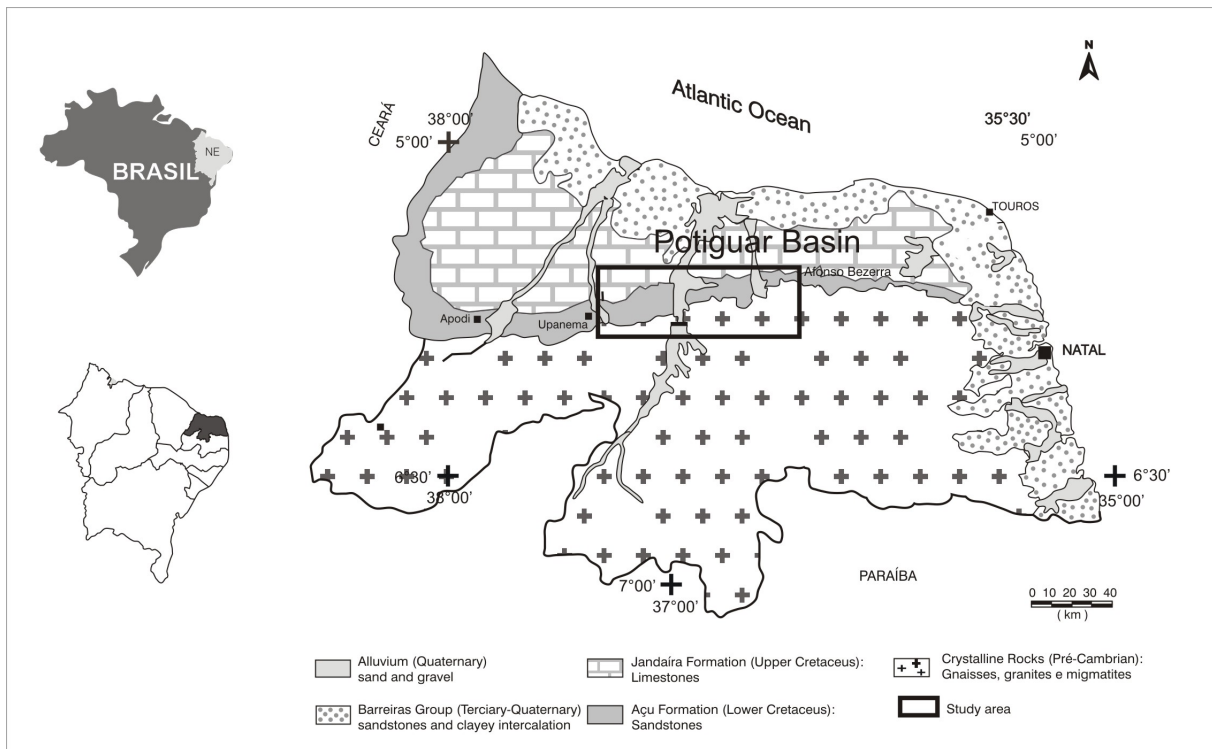 NE
BRASIL
N
Atlantic Ocean
CEARÁ
38°00'
5°00'
35°30'
5°00'
TOUROS
Potiguar Basin
Afonso Bezerra
Apodi
Upanema
NATAL
6°30'
38°00'
6°30'
35°00'
7°00'
37°00'
PARAÍBA
0 10 20 30 40
( km )
Alluvium (Quaternary)
sand and gravel
Jandaíra Formation (Upper Cretaceus):
Limestones
Crystalline Rocks (Pré-Cambrian):
Gnaisses, granites e migmatites
Barreiras Group (Terciary-Quaternary)
sandstones and clayey intercalation
Açu Formation (Lower Cretaceus):
Sandstones
Study area